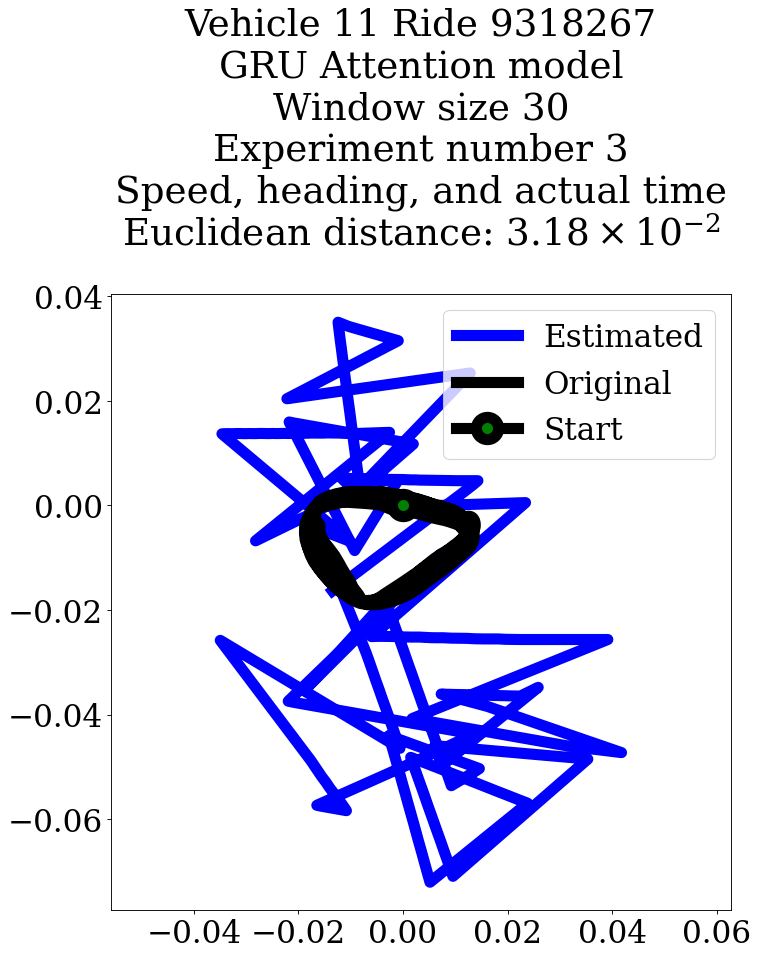 Vehicle 11 Ride 9318267
GRU Attention model
Window size 30
Experiment number 3
Speed, heading, and actual time
Euclidean distance: 3.18 × 10⁻²
0.04
0.02
0.00
−0.02
−0.04
−0.06
Estimated
Original
Start
−0.04 −0.02 0.00 0.02 0.04 0.06